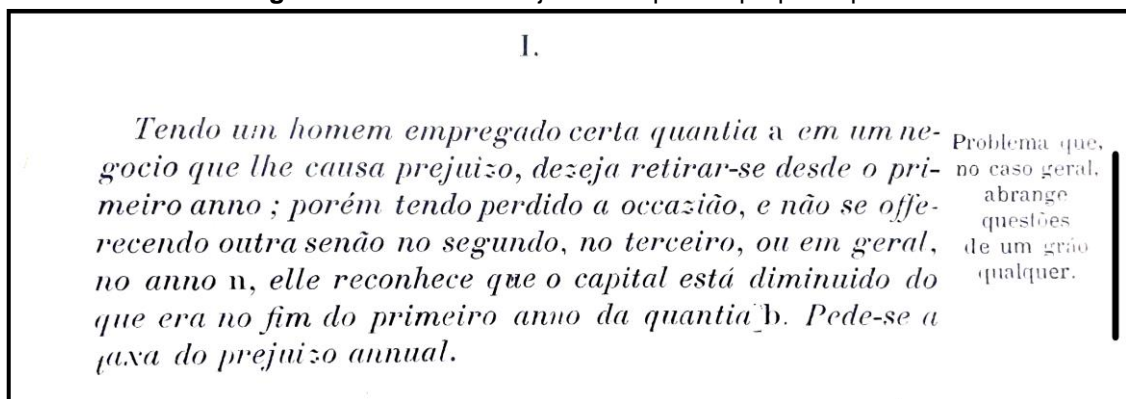 I.
Tendo um homem empregado certa quantia a em um ne-
gocio que lhe causa prejuizo, dezeja retirar-se desde o pri-
meiro anno ; porém tendo perdido a occazião, e não se offe-
recendo outra senão no segundo, no terceiro, ou em geral,
no anno n, elle reconhece que o capital está diminuido do
que era no fim do primeiro anno da quantia b. Pede-se a
taxa do prejuizo annual.
Problema que,
no caso geral,
abrange
questões
de um gráo
qualquer.